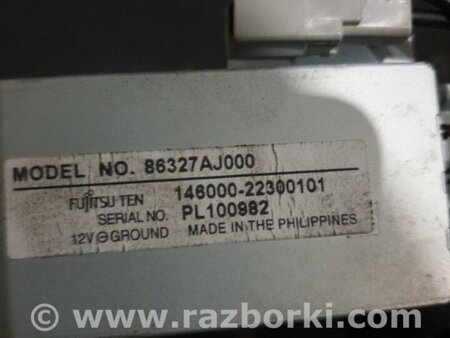 MODEL NO. 86327AJ000
FUJITSU TEN 146000-22300101
SERIAL NO. PL100982
12V⊖GROUND MADE IN THE PHILIPPINES
© www.razborki.com